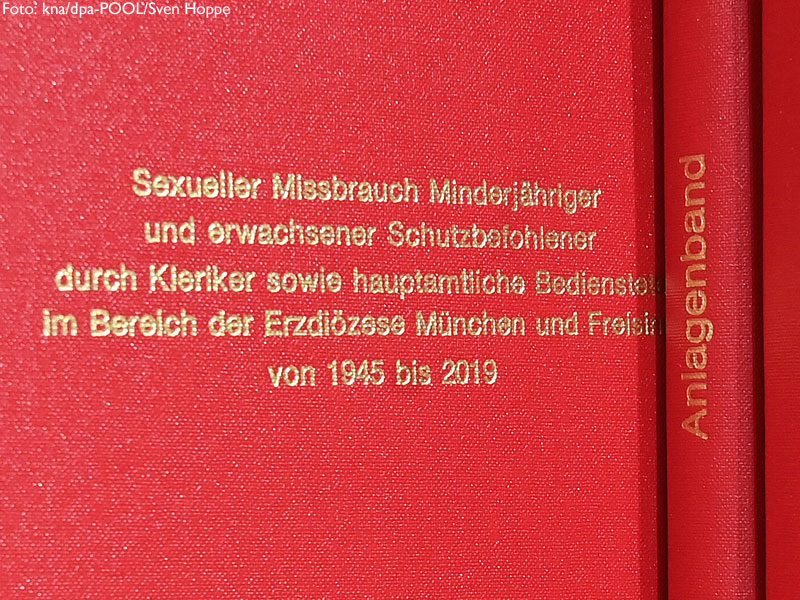 Foto: kna/dpa-POOL/Sven Hoppe
Sexueller Missbrauch Minderjähriger
und erwachsener Schutzbefohlener
durch Kleriker sowie hauptamtliche Bedienstet
im Bereich der Erzdiözese München und Freisin
von 1945 bis 2019
Anlagenband